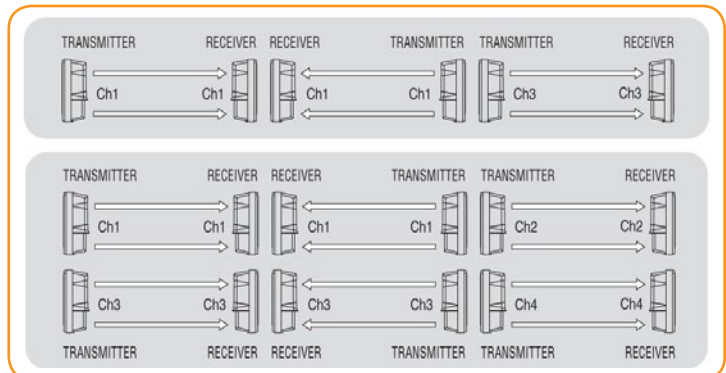 TRANSMITTER RECEIVER RECEIVER TRANSMITTER TRANSMITTER RECEIVER
Ch1 Ch1 Ch1 Ch1 Ch3 Ch3
TRANSMITTER RECEIVER RECEIVER TRANSMITTER TRANSMITTER RECEIVER
Ch1 Ch1 Ch1 Ch1 Ch2 Ch2
Ch3 Ch3 Ch3 Ch3 Ch4 Ch4
TRANSMITTER RECEIVER RECEIVER TRANSMITTER TRANSMITTER RECEIVER